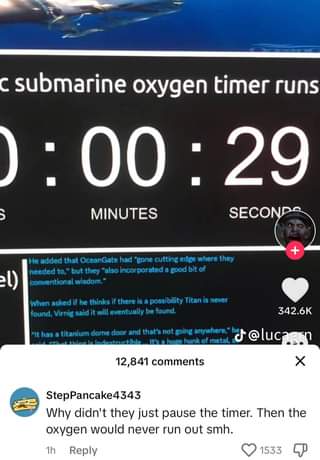 c submarine oxygen timer runs
0:00:29
S MINUTES SECONDS
He added that OceanGate had "gone cutting edge where they
needed to," but they "also incorporated a good bit of
conventional wisdom."
el)
When asked if he thinks if there is a possibility Titan is never
found, Virnig said it will eventually be found.
342.6K
"It has a titanium dome door and that's not going anywhere," he
said. "That thing is indestructible ... It's a huge hunk of metal, s
@lucacrn
12,841 comments
StepPancake4343
Why didn't they just pause the timer. Then the
oxygen would never run out smh.
1h Reply 1533